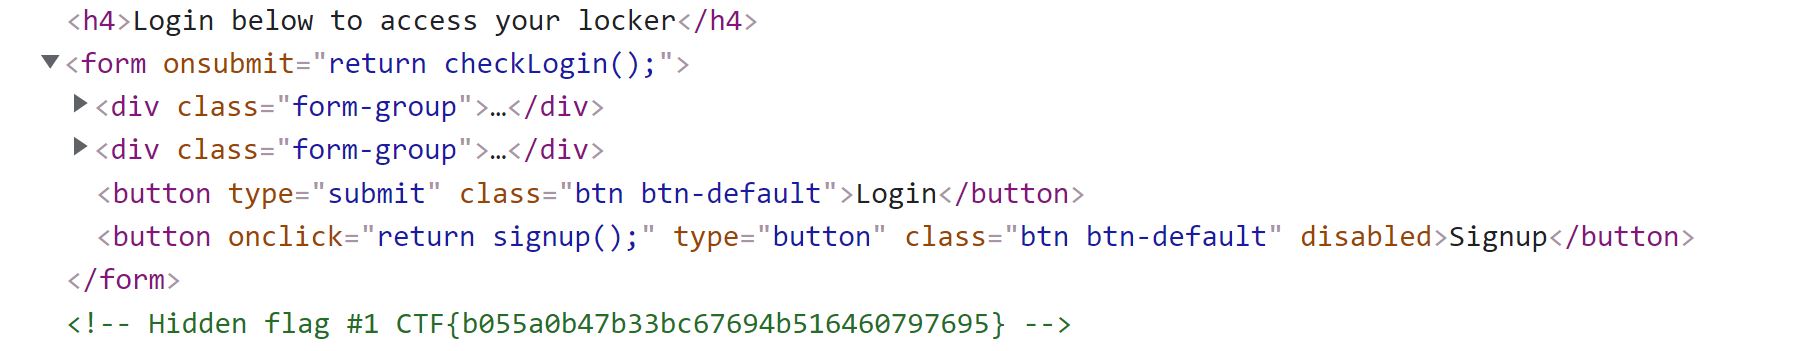 <h4>Login below to access your locker</h4>
▼<form onsubmit="return checkLogin();">
▶<div class="form-group">…</div>
▶<div class="form-group">…</div>
<button type="submit" class="btn btn-default">Login</button>
<button onclick="return signup();" type="button" class="btn btn-default" disabled>Signup</button>
</form>
<!-- Hidden flag #1 CTF{b055a0b47b33bc67694b516460797695} -->